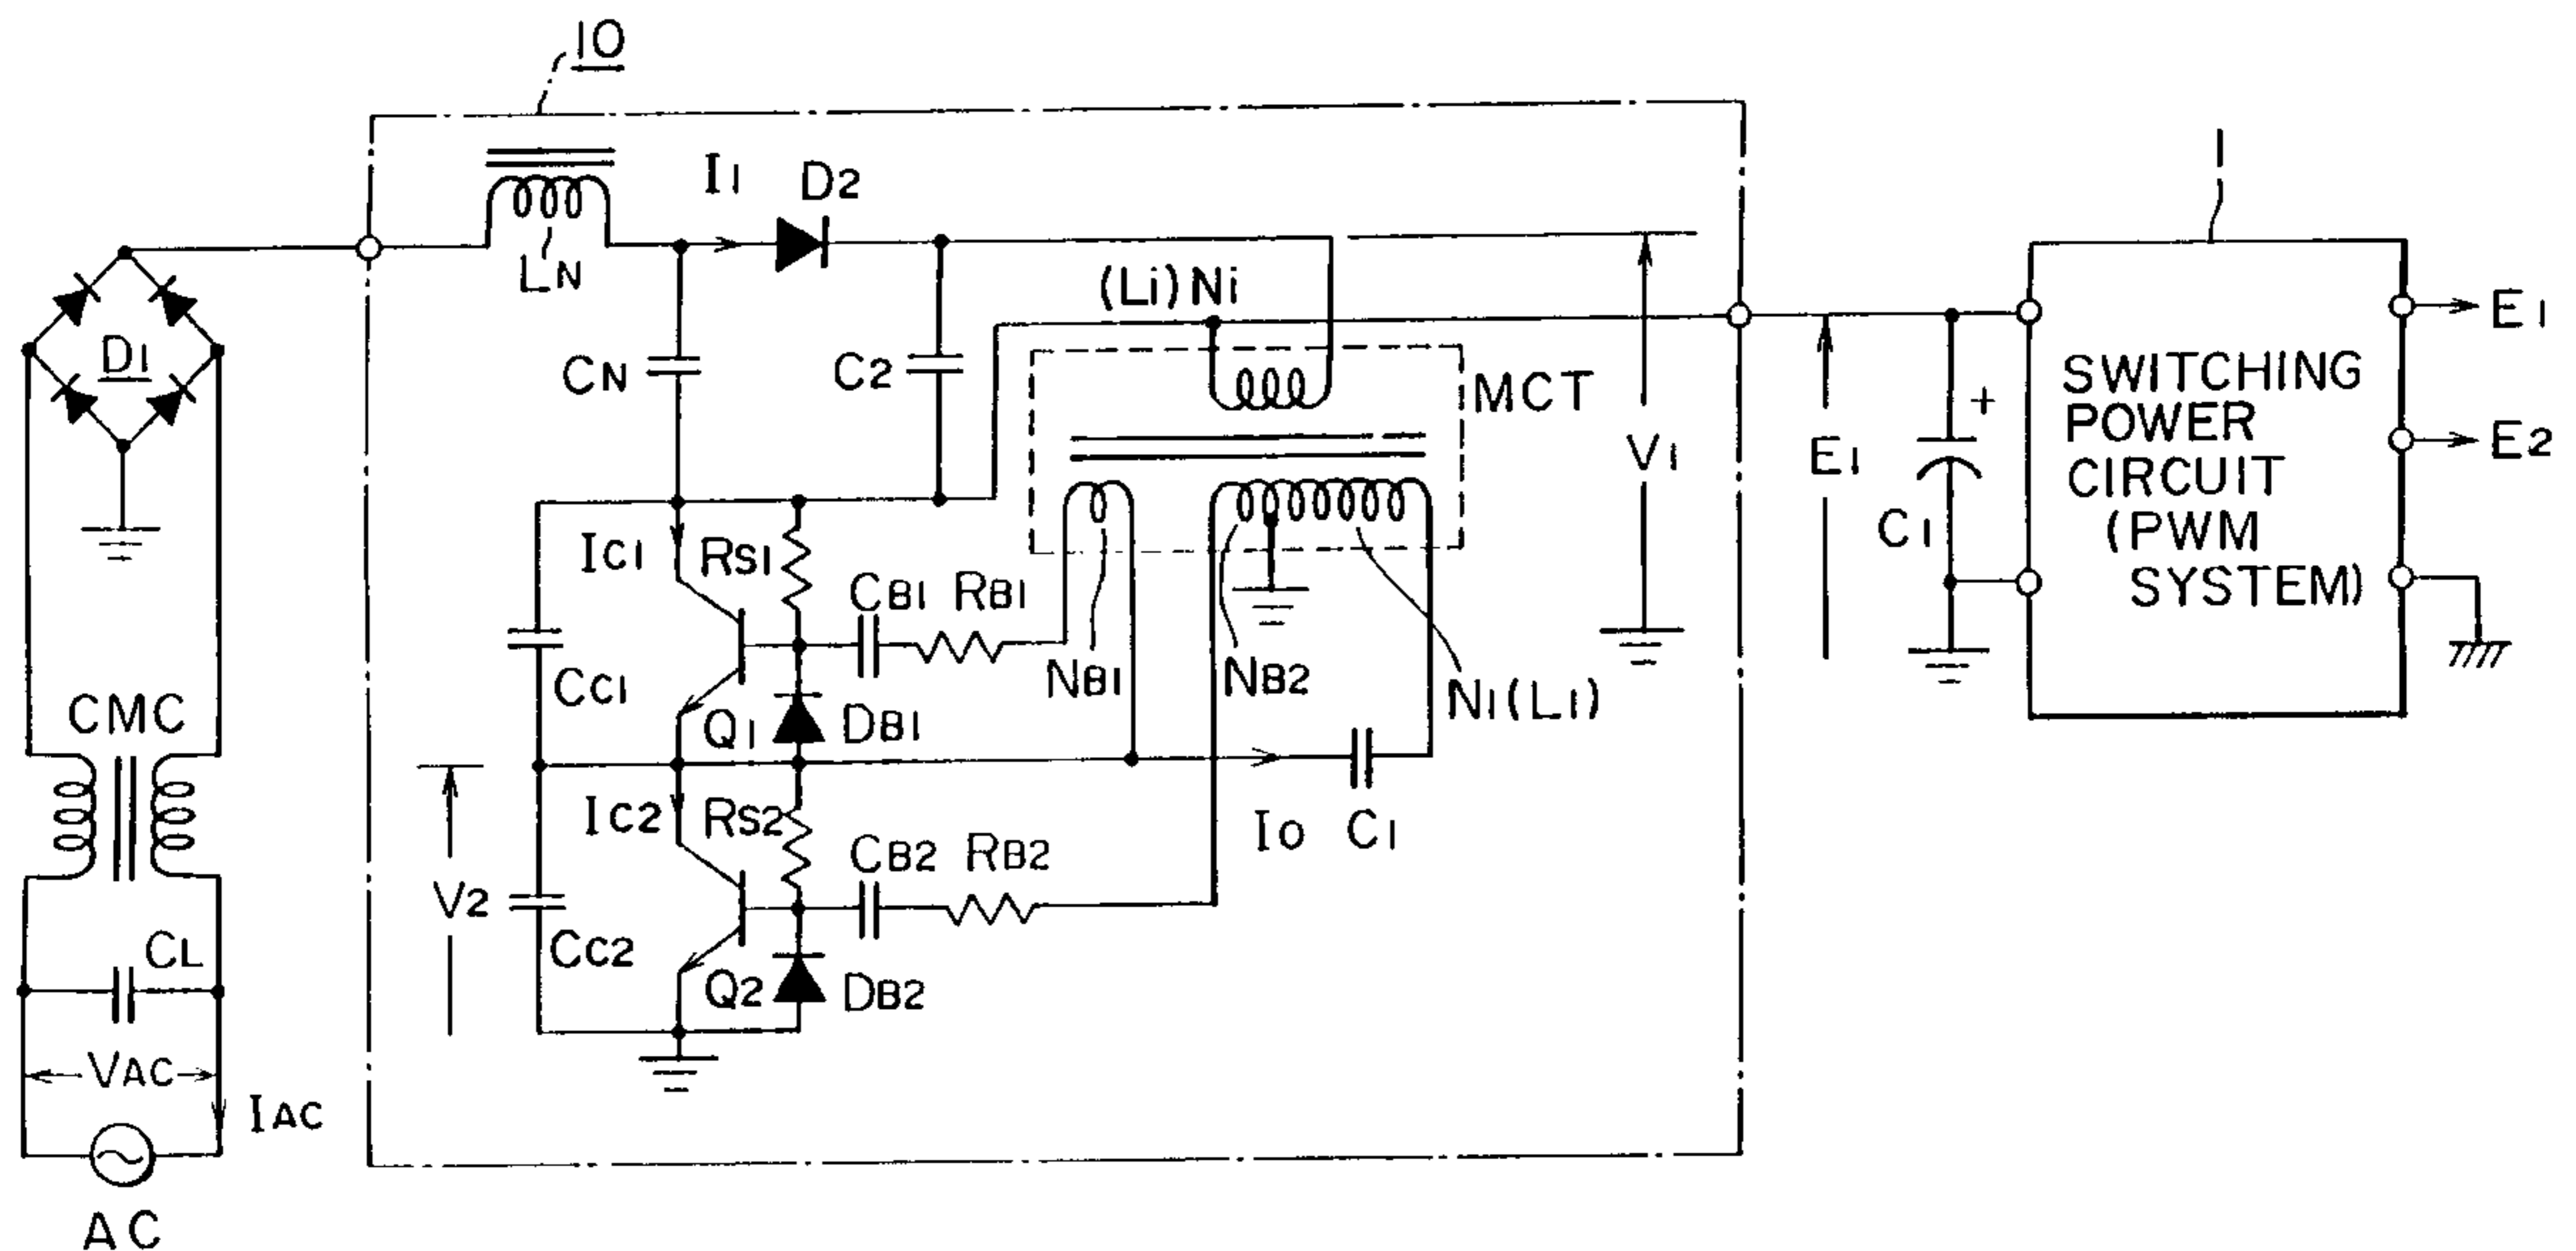 10
I1
D2
LN
(Li)Ni
D1
CN
C2
MCT
V1
E1
C1
+
1
SWITCHING
POWER
CIRCUIT
(PWM
SYSTEM)
E1
E2
IC1
RS1
CB1
RB1
NB1
NB2
N1(L1)
CC1
Q1
DB1
CMC
IC2
RS2
CB2
RB2
IO
C1
V2
CC2
Q2
DB2
CL
VAC
IAC
AC